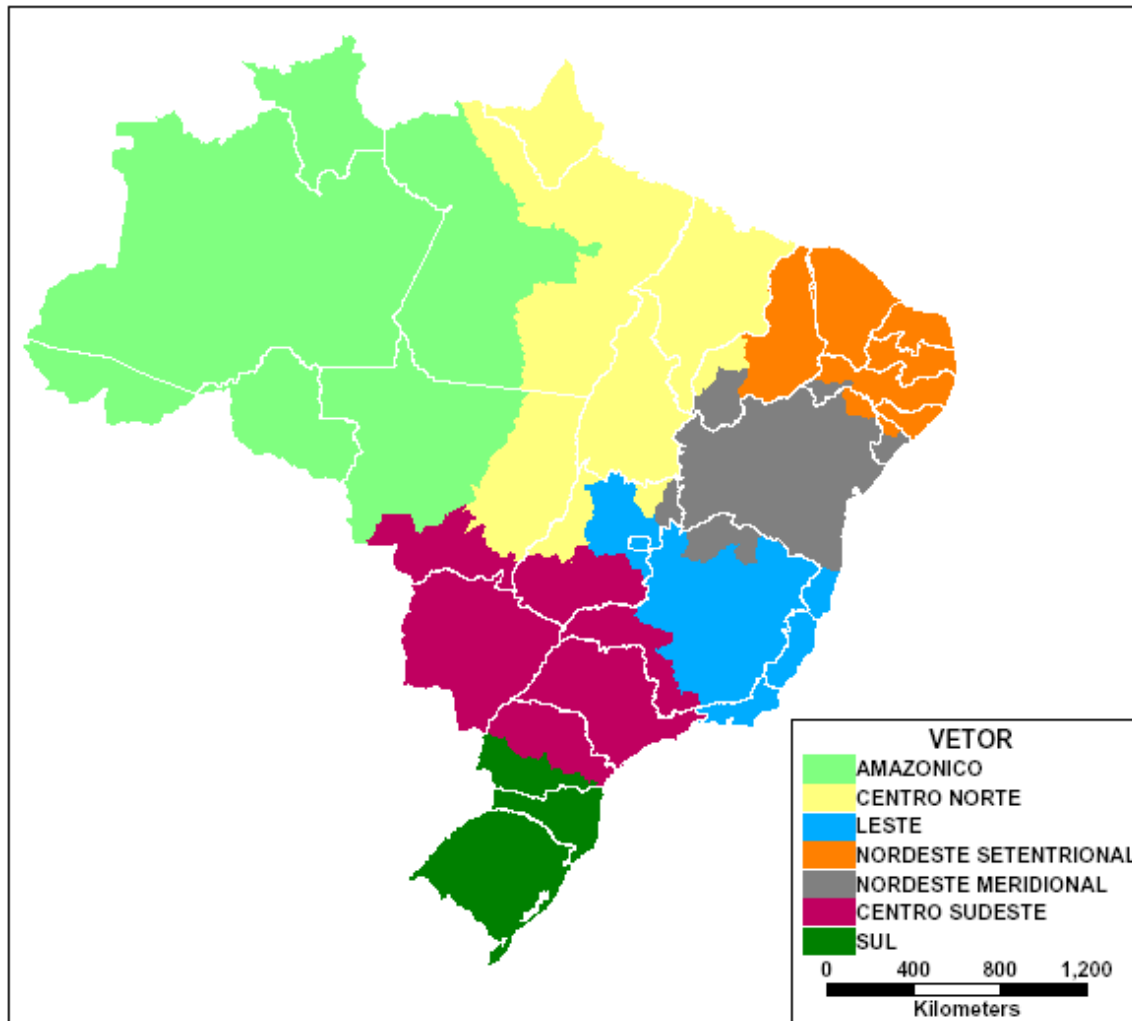 VETOR
AMAZONICO
CENTRO NORTE
LESTE
NORDESTE SETENTRIONAL
NORDESTE MERIDIONAL
CENTRO SUDESTE
SUL
0 400 800 1,200
Kilometers